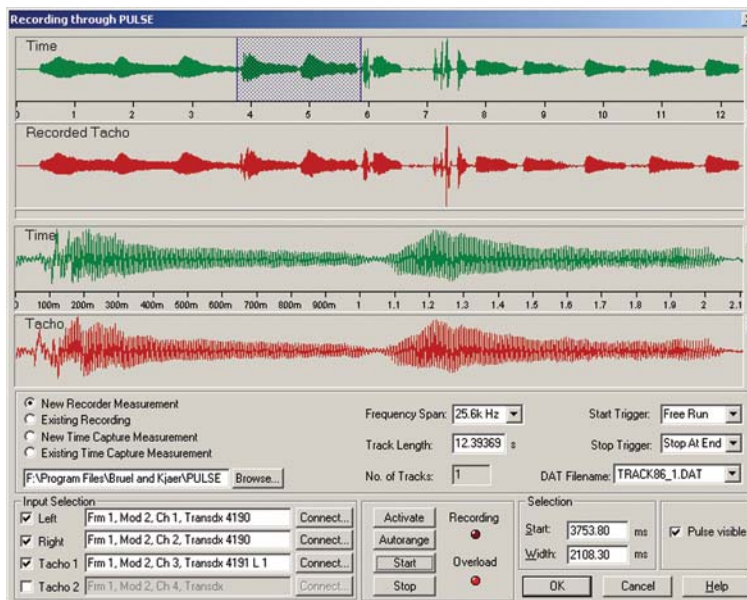 Recording through PULSE
Time
0 1 2 3 4 5 6 7 8 9 10 11 12
Recorded Tacho
Time
0 100m 200m 300m 400m 500m 600m 700m 800m 900m 1 1.1 1.2 1.3 1.4 1.5 1.6 1.7 1.8 1.9 2 2.1
Tacho
New Recorder Measurement
Existing Recording
New Time Capture Measurement
Existing Time Capture Measurement
F:\Program Files\Bruel and Kjaer\PULSE Browse...
Frequency Span: 25.6k Hz
Track Length: 12.39369 s
No. of Tracks: 1
Start Trigger: Free Run
Stop Trigger: Stop At End
DAT Filename: TRACK86_1.DAT
Input Selection
Left Frm 1, Mod 2, Ch 1, Transdx 4190 Connect...
Right Frm 1, Mod 2, Ch 2, Transdx 4190 Connect...
Tacho 1 Frm 1, Mod 2, Ch 3, Transdx 4191 L 1 Connect...
Tacho 2 Frm 1, Mod 2, Ch 4, Transdx Connect...
Activate
Autorange
Start
Stop
Recording
Overload
Selection
Start: 3753.80 ms
Width: 2108.30 ms
Pulse visible
OK Cancel Help